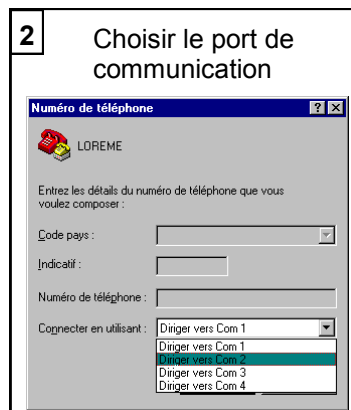 2
Choisir le port de
communication
Numéro de téléphone
LOREME
Entrez les détails du numéro de téléphone que vous
voulez composer :
Code pays :
Indicatif :
Numéro de téléphone :
Connecter en utilisant : Diriger vers Com 1
Diriger vers Com 1
Diriger vers Com 2
Diriger vers Com 3
Diriger vers Com 4